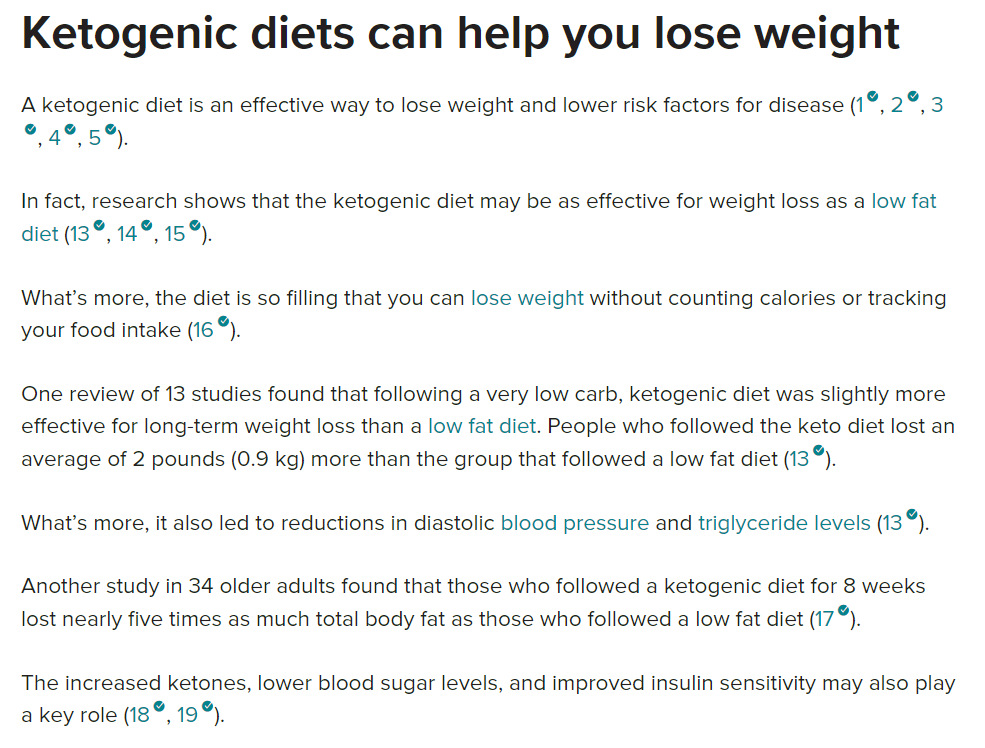 Ketogenic diets can help you lose weight
A ketogenic diet is an effective way to lose weight and lower risk factors for disease (1, 2, 3
, 4, 5).
In fact, research shows that the ketogenic diet may be as effective for weight loss as a low fat
diet (13, 14, 15).
What’s more, the diet is so filling that you can lose weight without counting calories or tracking
your food intake (16).
One review of 13 studies found that following a very low carb, ketogenic diet was slightly more
effective for long-term weight loss than a low fat diet. People who followed the keto diet lost an
average of 2 pounds (0.9 kg) more than the group that followed a low fat diet (13).
What’s more, it also led to reductions in diastolic blood pressure and triglyceride levels (13).
Another study in 34 older adults found that those who followed a ketogenic diet for 8 weeks
lost nearly five times as much total body fat as those who followed a low fat diet (17).
The increased ketones, lower blood sugar levels, and improved insulin sensitivity may also play
a key role (18, 19).